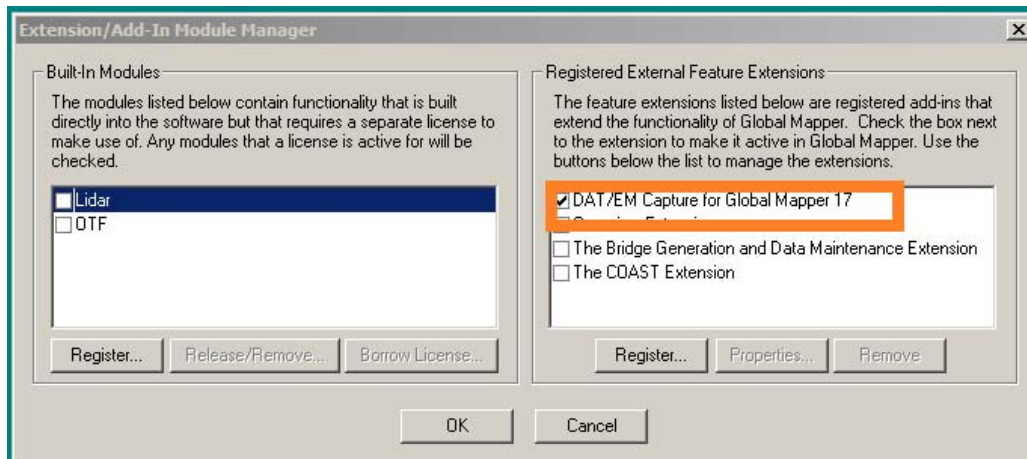 Extension/Add-In Module Manager
Built-In Modules
The modules listed below contain functionality that is built
directly into the software but that requires a separate license to
make use of. Any modules that a license is active for will be
checked.
Lidar
OTF
Register...
Release/Remove...
Borrow License...
Registered External Feature Extensions
The feature extensions listed below are registered add-ins that
extend the functionality of Global Mapper. Check the box next
to the extension to make it active in Global Mapper. Use the
buttons below the list to manage the extensions.
DAT/EM Capture for Global Mapper 17
The Bridge Generation and Data Maintenance Extension
The COAST Extension
Register...
Properties...
Remove
OK
Cancel